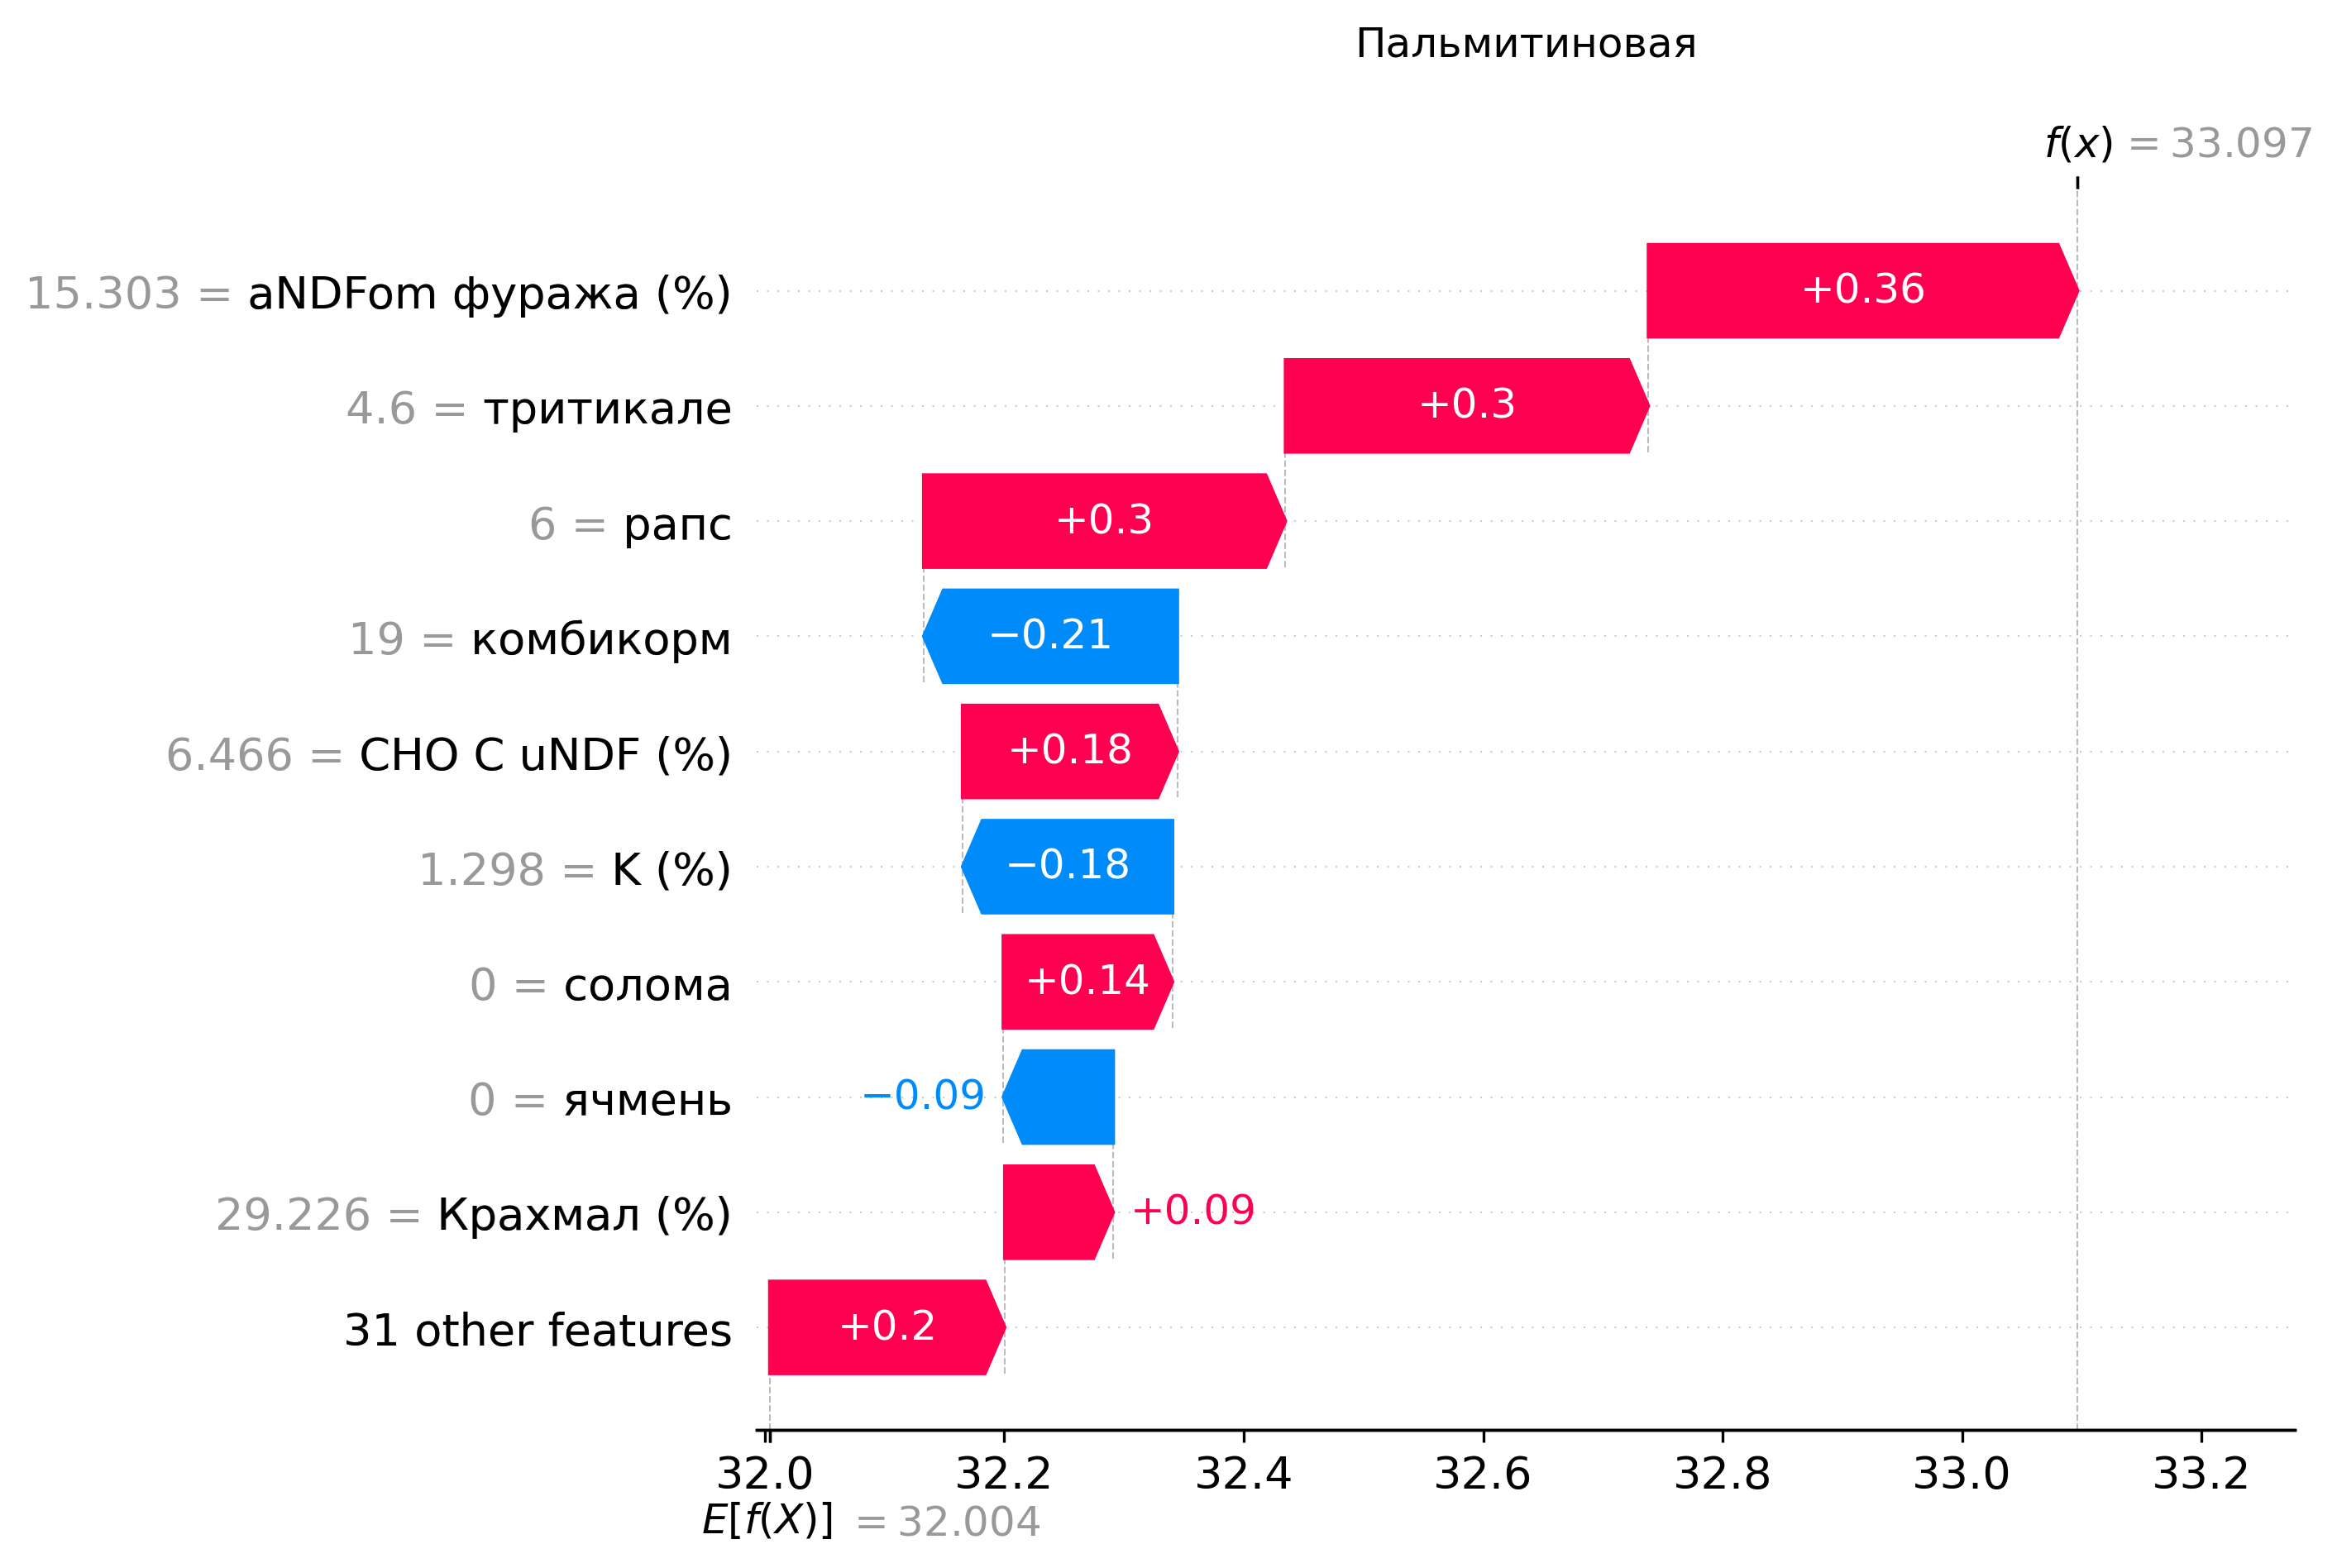 Пальмитиновая
f(x) = 33.097
15.303 = aNDFom фуража (%)
+0.36
4.6 = тритикале
+0.3
6 = рапс
+0.3
19 = комбикорм
−0.21
6.466 = CHO C uNDF (%)
+0.18
1.298 = K (%)
−0.18
0 = солома
+0.14
0 = ячмень
−0.09
29.226 = Крахмал (%)
+0.09
31 other features
+0.2
32.0 32.2 32.4 32.6 32.8 33.0 33.2
E[f(X)] = 32.004